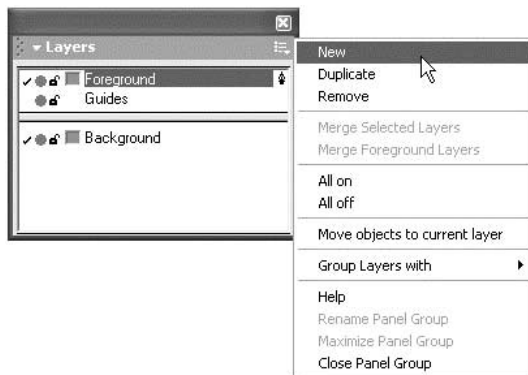 Layers
Foreground
Guides
Background
New
Duplicate
Remove
Merge Selected Layers
Merge Foreground Layers
All on
All off
Move objects to current layer
Group Layers with
Help
Rename Panel Group
Maximize Panel Group
Close Panel Group